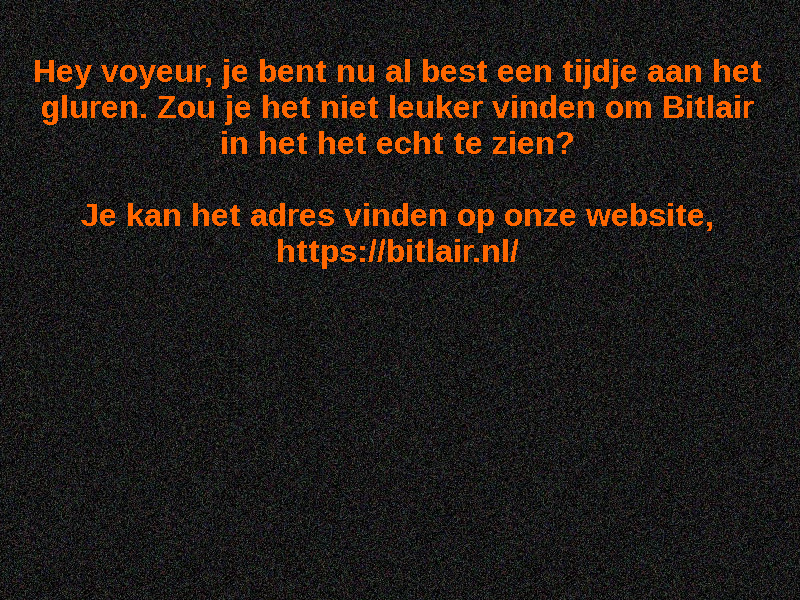 Hey voyeur, je bent nu al best een tijdje aan het
gluren. Zou je het niet leuker vinden om Bitlair
in het het echt te zien?
Je kan het adres vinden op onze website,
https://bitlair.nl/